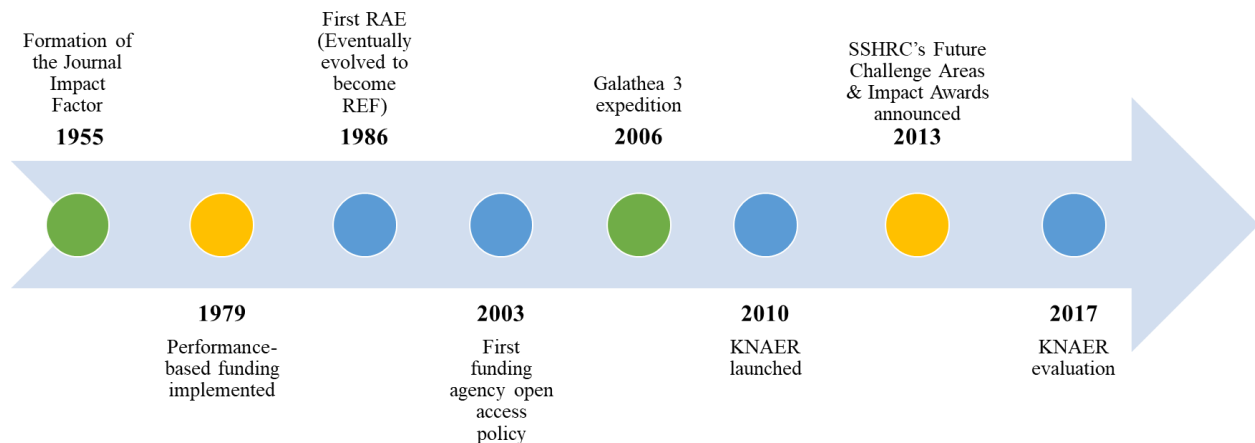 Formation of
the Journal
Impact
Factor
1955
First RAE
(Eventually
evolved to
become
REF)
1986
Galathea 3
expedition
2006
SSHRC's Future
Challenge Areas
& Impact Awards
announced
2013
1979
Performance-
based funding
implemented
2003
First
funding
agency open
access
policy
2010
KNAER
launched
2017
KNAER
evaluation